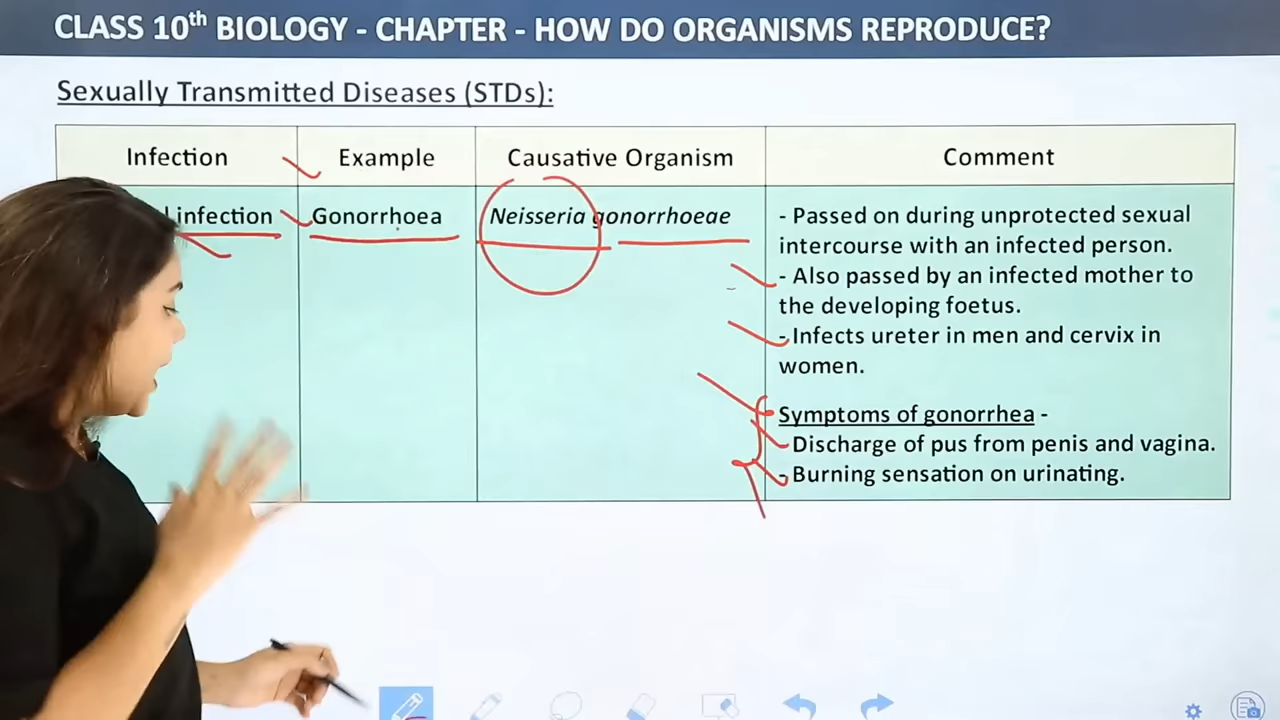 CLASS 10th BIOLOGY - CHAPTER - HOW DO ORGANISMS REPRODUCE?
Sexually Transmitted Diseases (STDs):
Infection Example Causative Organism Comment
infection Gonorrhoea Neisseria gonorrhoeae - Passed on during unprotected sexual
intercourse with an infected person.
- Also passed by an infected mother to
the developing foetus.
- Infects ureter in men and cervix in
women.
Symptoms of gonorrhea -
- Discharge of pus from penis and vagina.
- Burning sensation on urinating.